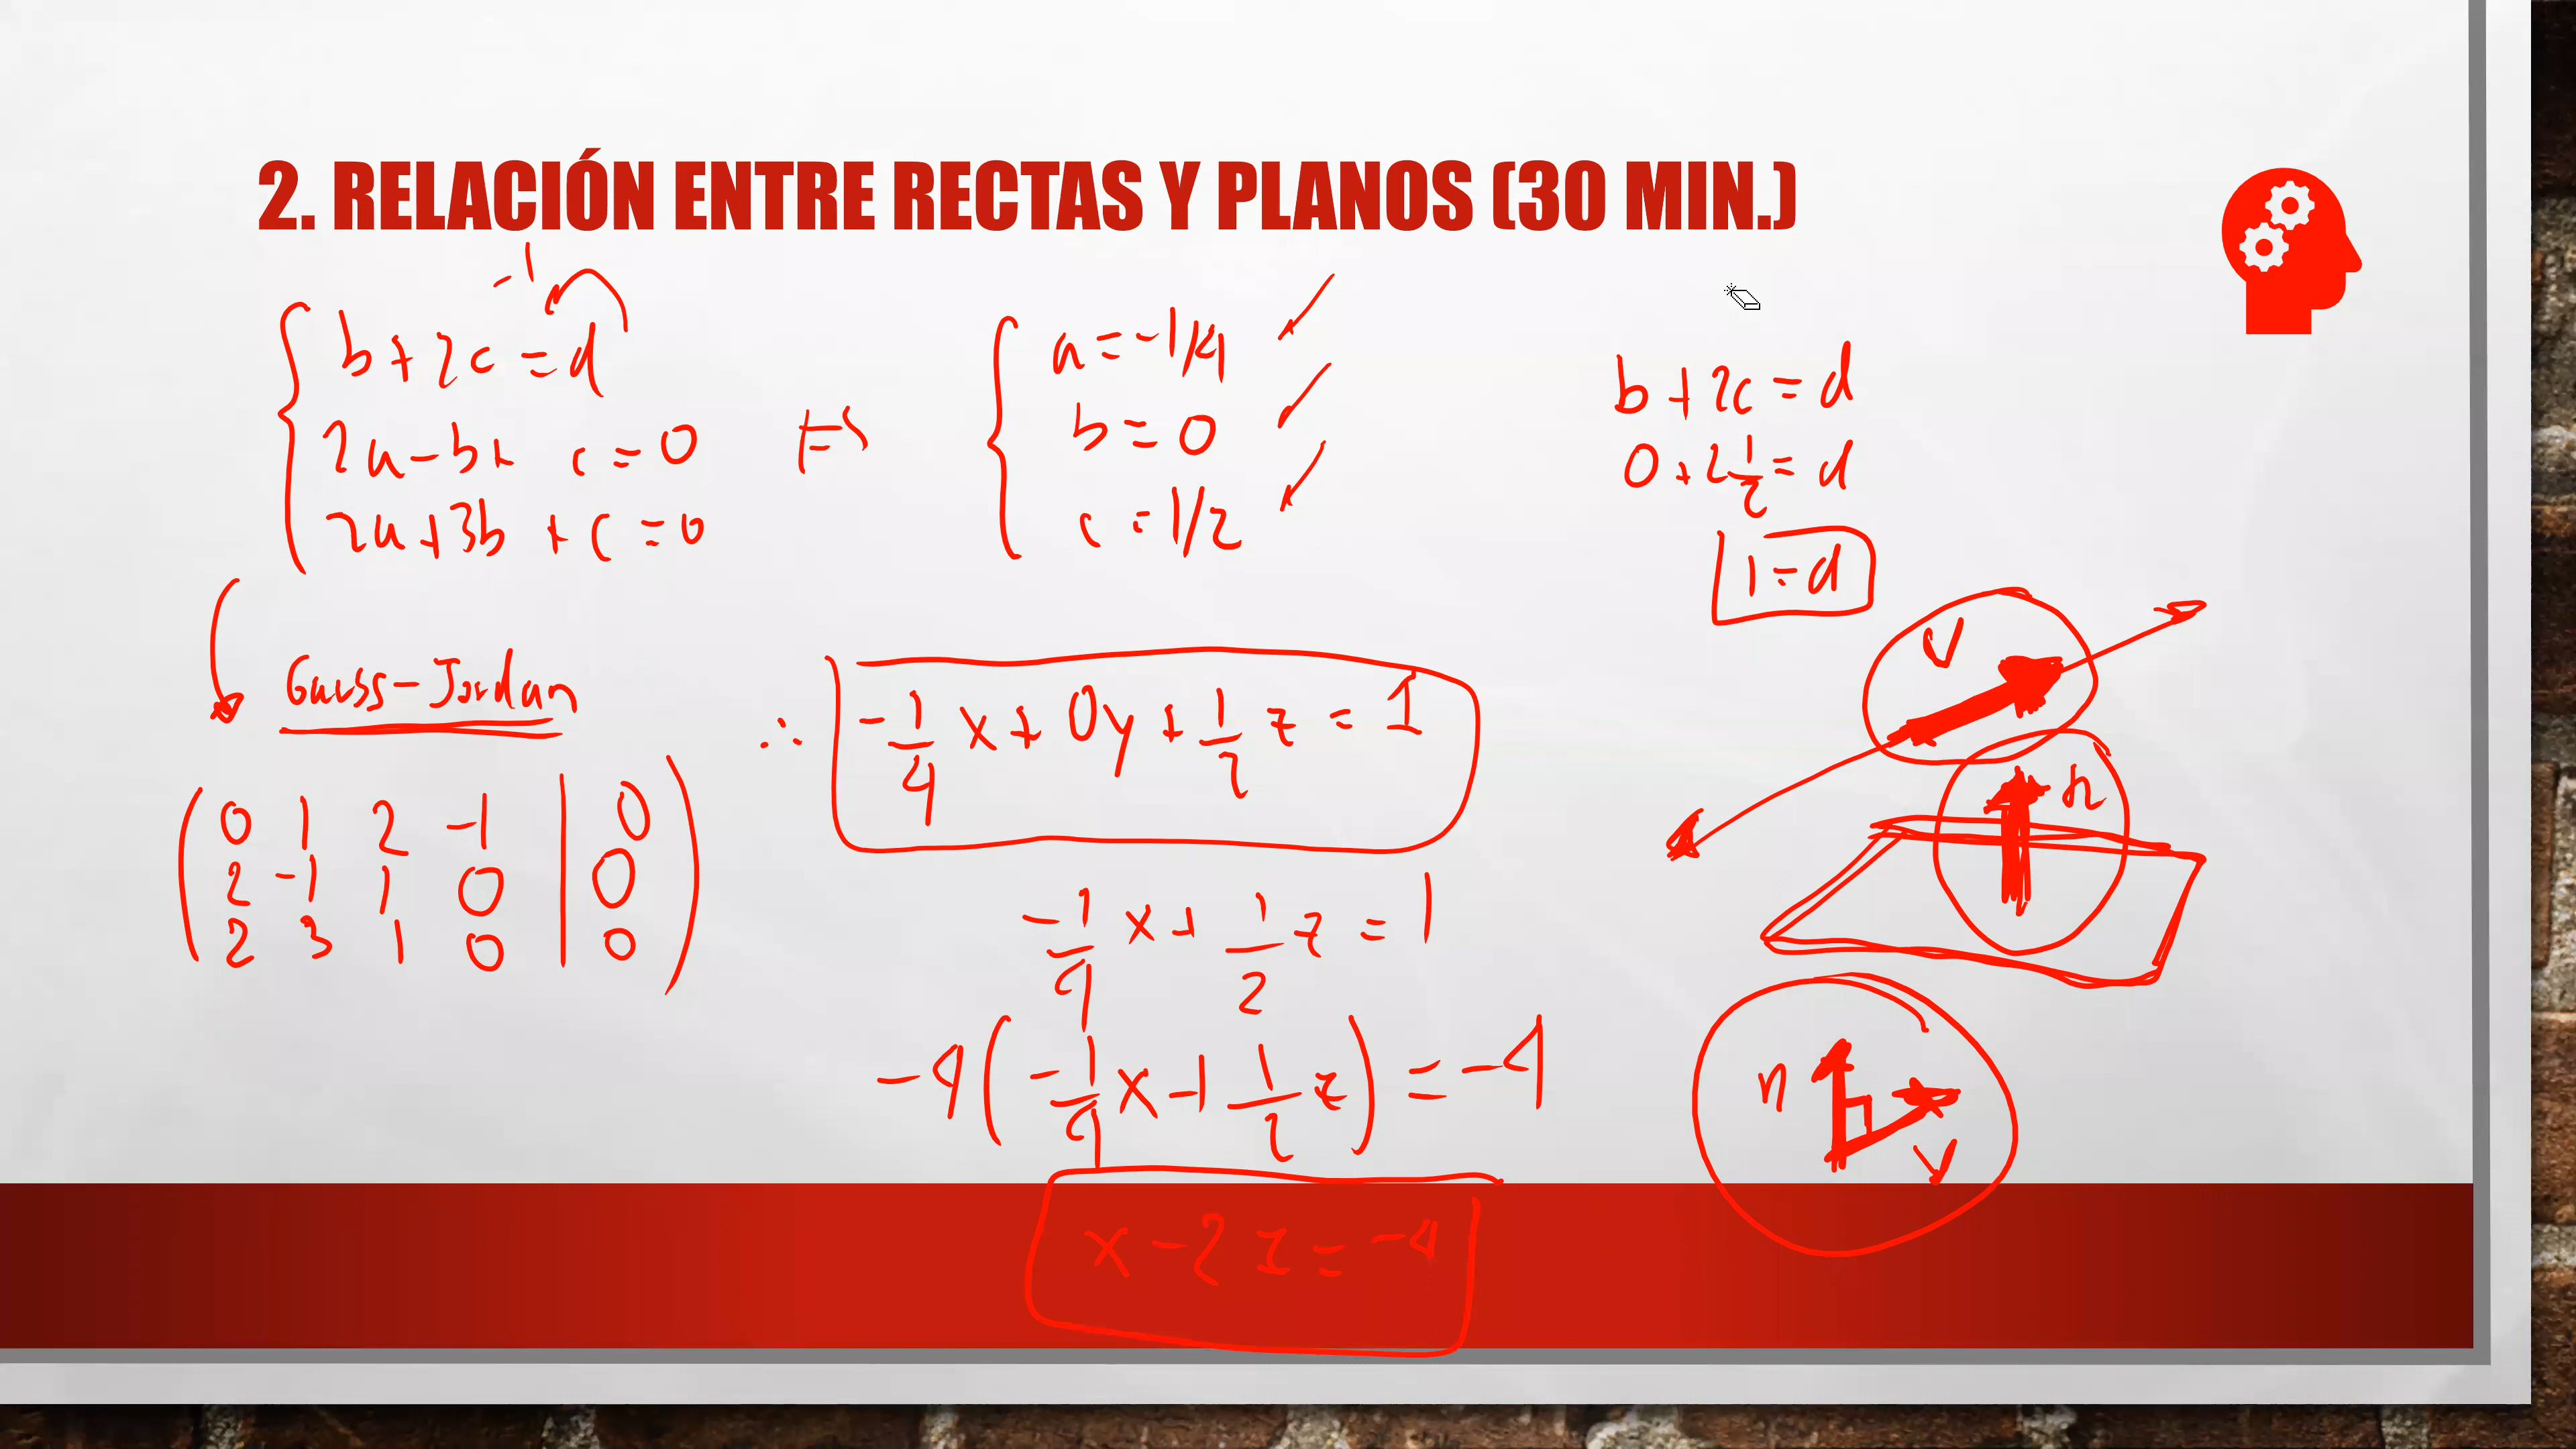 2. RELACIÓN ENTRE RECTAS Y PLANOS (30 MIN.)
-1
b + 2c = d
2a - b + c = 0
2a + 3b + c = 0
a = -1/4
b = 0
c = 1/2
b + 2c = d
0 + 2 1/2 = d
1 = d
Gauss-Jordan
0 1 2 -1 | 0
2 -1 1 0 | 0
2 3 1 0 | 0
∴ -1/4 x + 0y + 1/2 z = 1
-1/4 x + 1/2 z = 1
-4 ( -1/4 x + 1/2 z ) = -4
x - 2z = -4
V
n
n
V